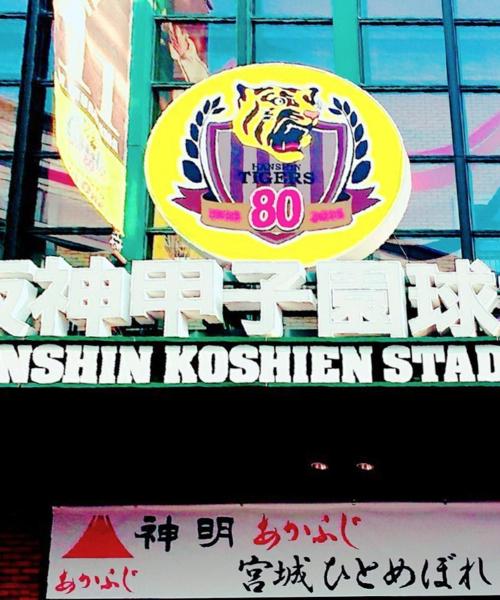 HANSHIN
TIGERS
80
阪神甲子園球
NSHIN KOSHIEN STAD
神明 あかふじ
あかふじ
宮城ひとめぼれ